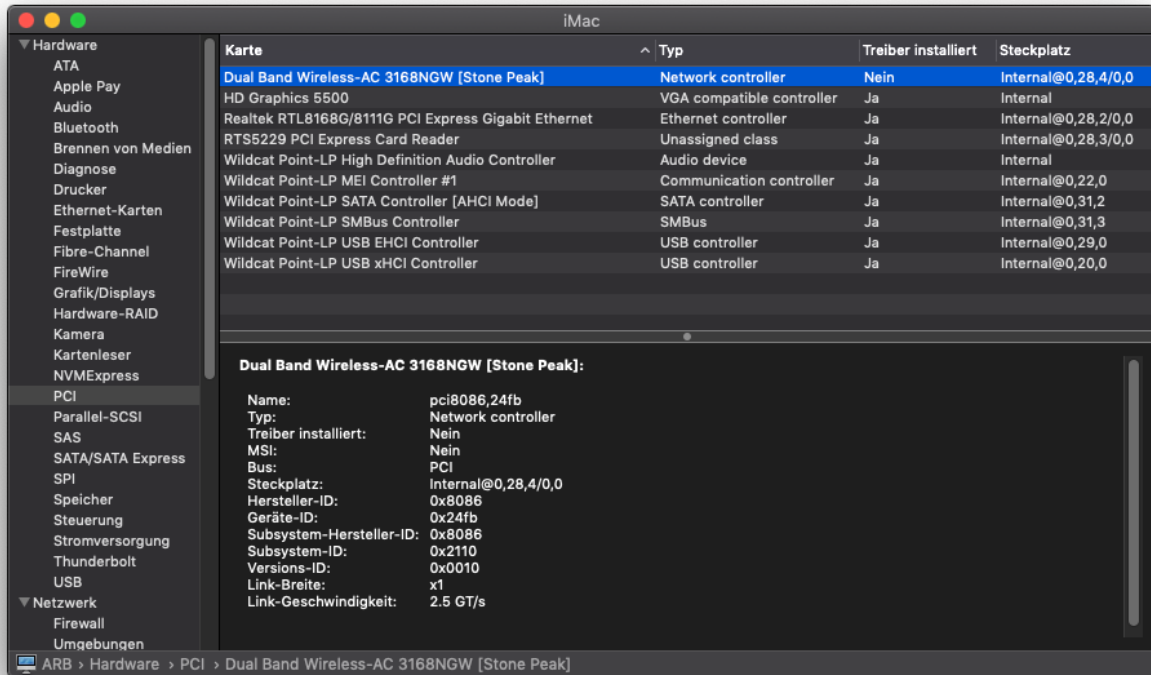 iMac
Hardware
ATA
Apple Pay
Audio
Bluetooth
Brennen von Medien
Diagnose
Drucker
Ethernet-Karten
Festplatte
Fibre-Channel
FireWire
Grafik/Displays
Hardware-RAID
Kamera
Kartenleser
NVMExpress
PCI
Parallel-SCSI
SAS
SATA/SATA Express
SPI
Speicher
Steuerung
Stromversorgung
Thunderbolt
USB
Netzwerk
Firewall
Umgebungen
Karte Typ Treiber installiert Steckplatz
Dual Band Wireless-AC 3168NGW [Stone Peak] Network controller Nein Internal@0,28,4/0,0
HD Graphics 5500 VGA compatible controller Ja Internal
Realtek RTL8168G/8111G PCI Express Gigabit Ethernet Ethernet controller Ja Internal@0,28,2/0,0
RTS5229 PCI Express Card Reader Unassigned class Ja Internal@0,28,3/0,0
Wildcat Point-LP High Definition Audio Controller Audio device Ja Internal
Wildcat Point-LP MEI Controller #1 Communication controller Ja Internal@0,22,0
Wildcat Point-LP SATA Controller [AHCI Mode] SATA controller Ja Internal@0,31,2
Wildcat Point-LP SMBus Controller SMBus Ja Internal@0,31,3
Wildcat Point-LP USB EHCI Controller USB controller Ja Internal@0,29,0
Wildcat Point-LP USB xHCI Controller USB controller Ja Internal@0,20,0
Dual Band Wireless-AC 3168NGW [Stone Peak]:
Name: pci8086,24fb
Typ: Network controller
Treiber installiert: Nein
MSI: Nein
Bus: PCI
Steckplatz: Internal@0,28,4/0,0
Hersteller-ID: 0x8086
Geräte-ID: 0x24fb
Subsystem-Hersteller-ID: 0x8086
Subsystem-ID: 0x2110
Versions-ID: 0x0010
Link-Breite: x1
Link-Geschwindigkeit: 2.5 GT/s
ARB › Hardware › PCI › Dual Band Wireless-AC 3168NGW [Stone Peak]